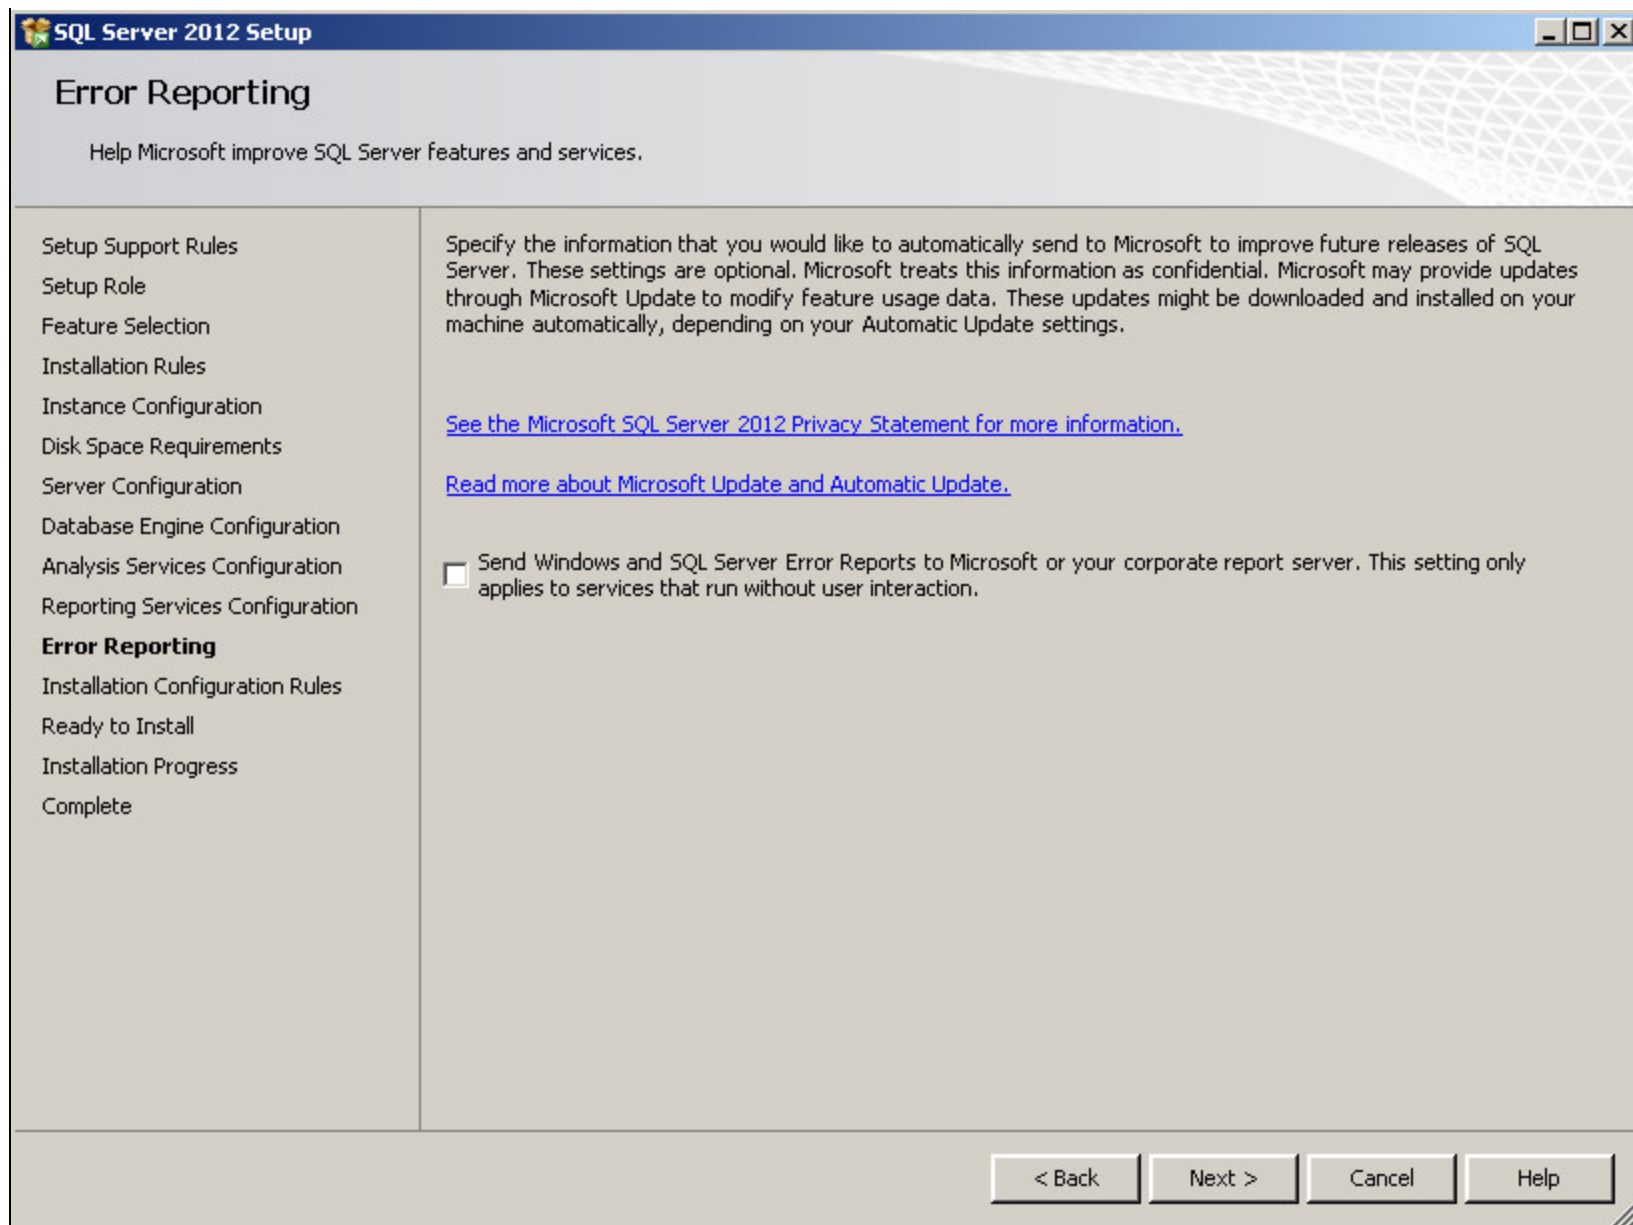 SQL Server 2012 Setup
Error Reporting
Help Microsoft improve SQL Server features and services.
Setup Support Rules
Setup Role
Feature Selection
Installation Rules
Instance Configuration
Disk Space Requirements
Server Configuration
Database Engine Configuration
Analysis Services Configuration
Reporting Services Configuration
Error Reporting
Installation Configuration Rules
Ready to Install
Installation Progress
Complete
Specify the information that you would like to automatically send to Microsoft to improve future releases of SQL
Server. These settings are optional. Microsoft treats this information as confidential. Microsoft may provide updates
through Microsoft Update to modify feature usage data. These updates might be downloaded and installed on your
machine automatically, depending on your Automatic Update settings.
See the Microsoft SQL Server 2012 Privacy Statement for more information.
Read more about Microsoft Update and Automatic Update.
Send Windows and SQL Server Error Reports to Microsoft or your corporate report server. This setting only
applies to services that run without user interaction.
< Back
Next >
Cancel
Help